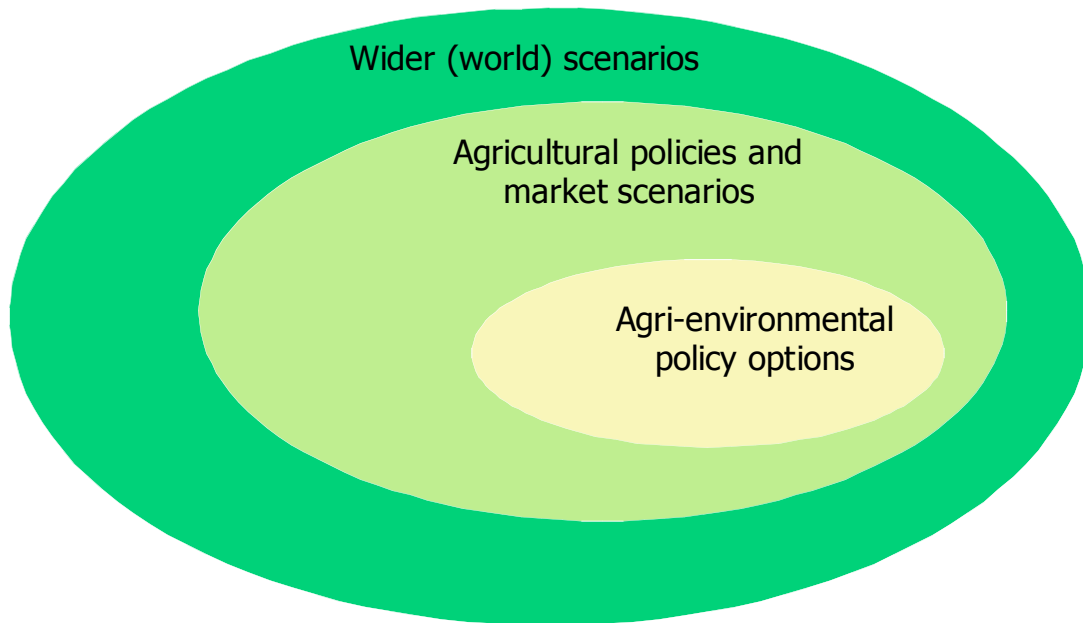 Wider (world) scenarios
Agricultural policies and
market scenarios
Agri-environmental
policy options